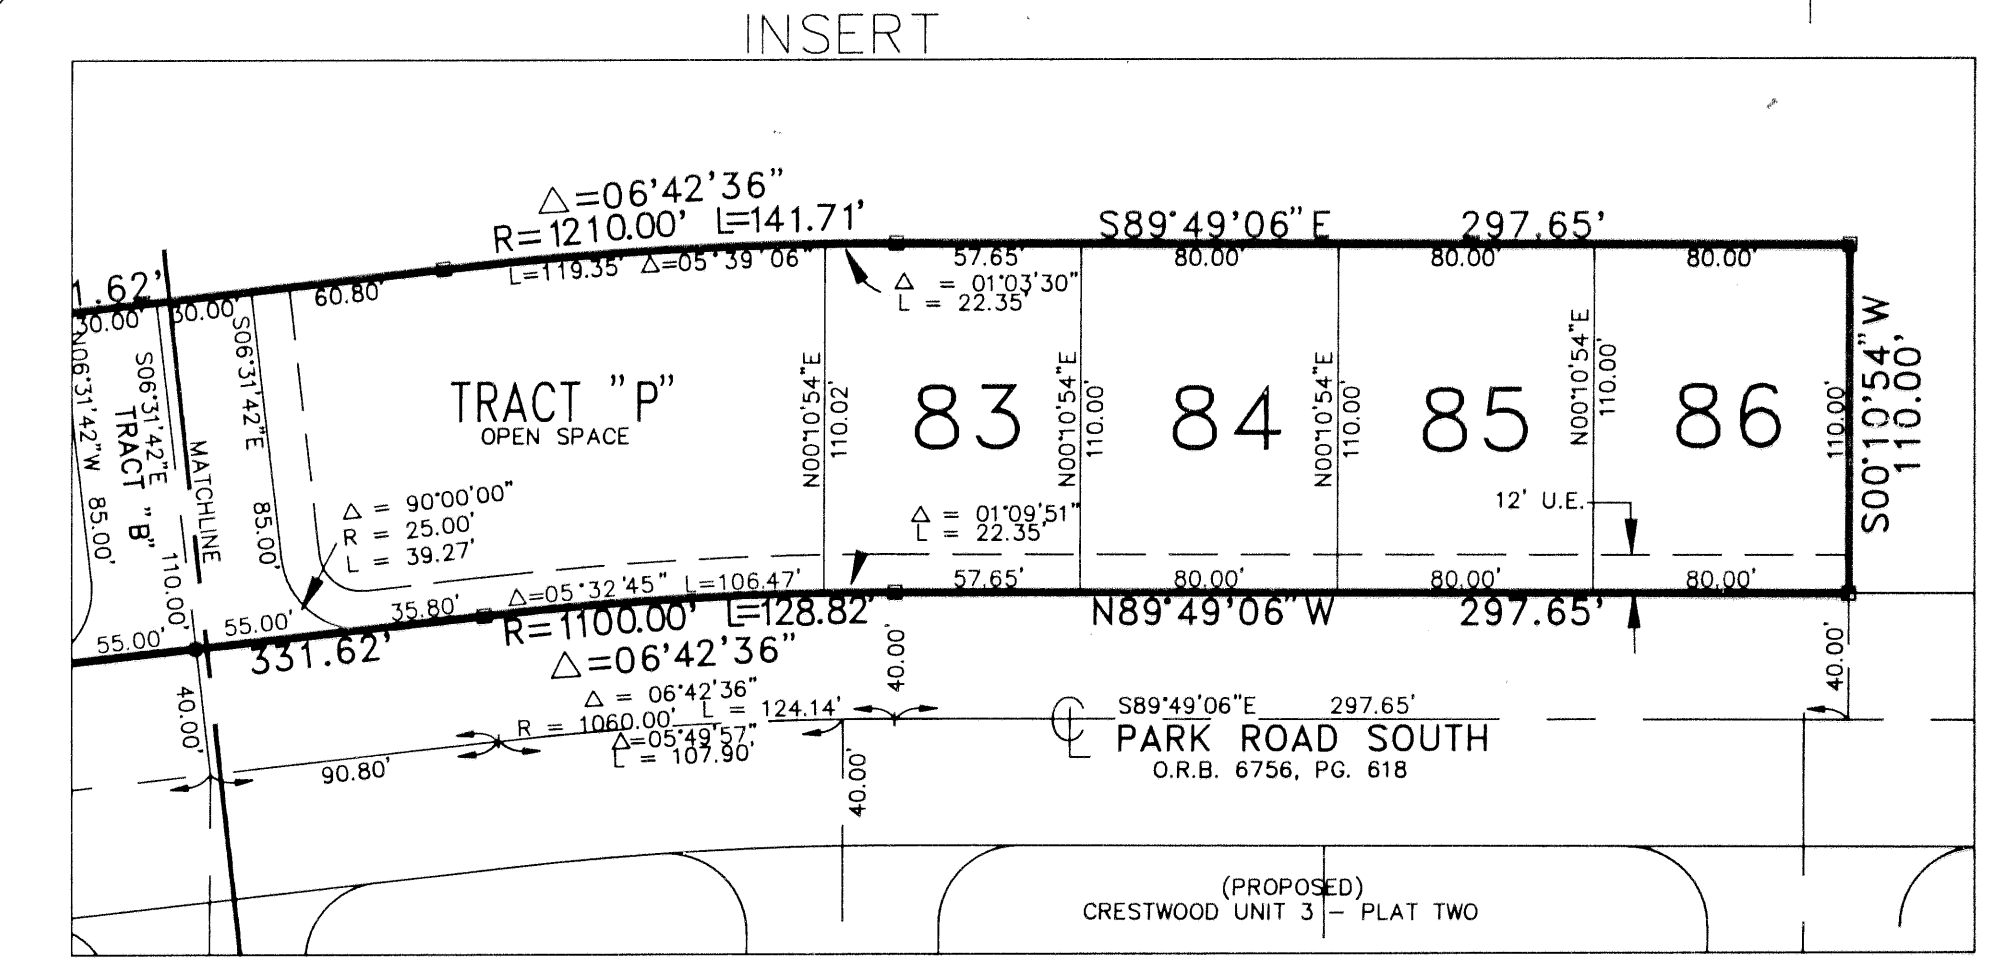 INSERT
△=06'42'36"
R=1210.00' L=141.71'
S89°49'06"E 297.65'
L=119.35' △=05°39'06"
57.65'
80.00'
80.00'
80.00'
△ = 01°03'30"
L = 22.35'
1.62'
30.00'
30.00'
60.80'
N06°31'42"W 85.00'
S06°31'42"E
110.00'
TRACT "B"
MATCHLINE
S06°31'42"E 85.00'
TRACT "P"
OPEN SPACE
N00°10'54"E
110.02'
83
N00°10'54"E
110.00'
84
N00°10'54"E
110.00'
85
N00°10'54"E
110.00'
86
110.00'
S00°10'54"W
110.00'
△ = 90°00'00"
R = 25.00'
L = 39.27'
△ = 01°09'51"
L = 22.35'
12' U.E.
55.00'
55.00'
35.80'
△=05°32'45" L=106.47'
57.65'
80.00'
80.00'
80.00'
331.62'
R=1100.00' L=128.82'
△=06°42'36"
N89°49'06"W 297.65'
40.00'
40.00'
40.00'
△ = 06°42'36"
R = 1060.00' L = 124.14'
△=05°49'57"
L = 107.90'
90.80'
40.00'
S89°49'06"E 297.65'
CL PARK ROAD SOUTH
O.R.B. 6756, PG. 618
(PROPOSED)
CRESTWOOD UNIT 3 - PLAT TWO